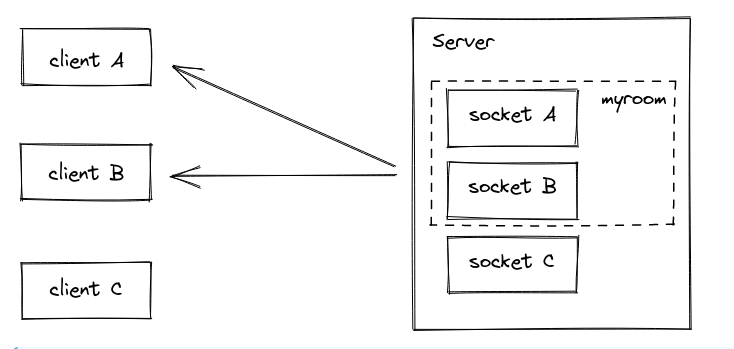 client A
client B
client C
Server
myroom
socket A
socket B
socket C